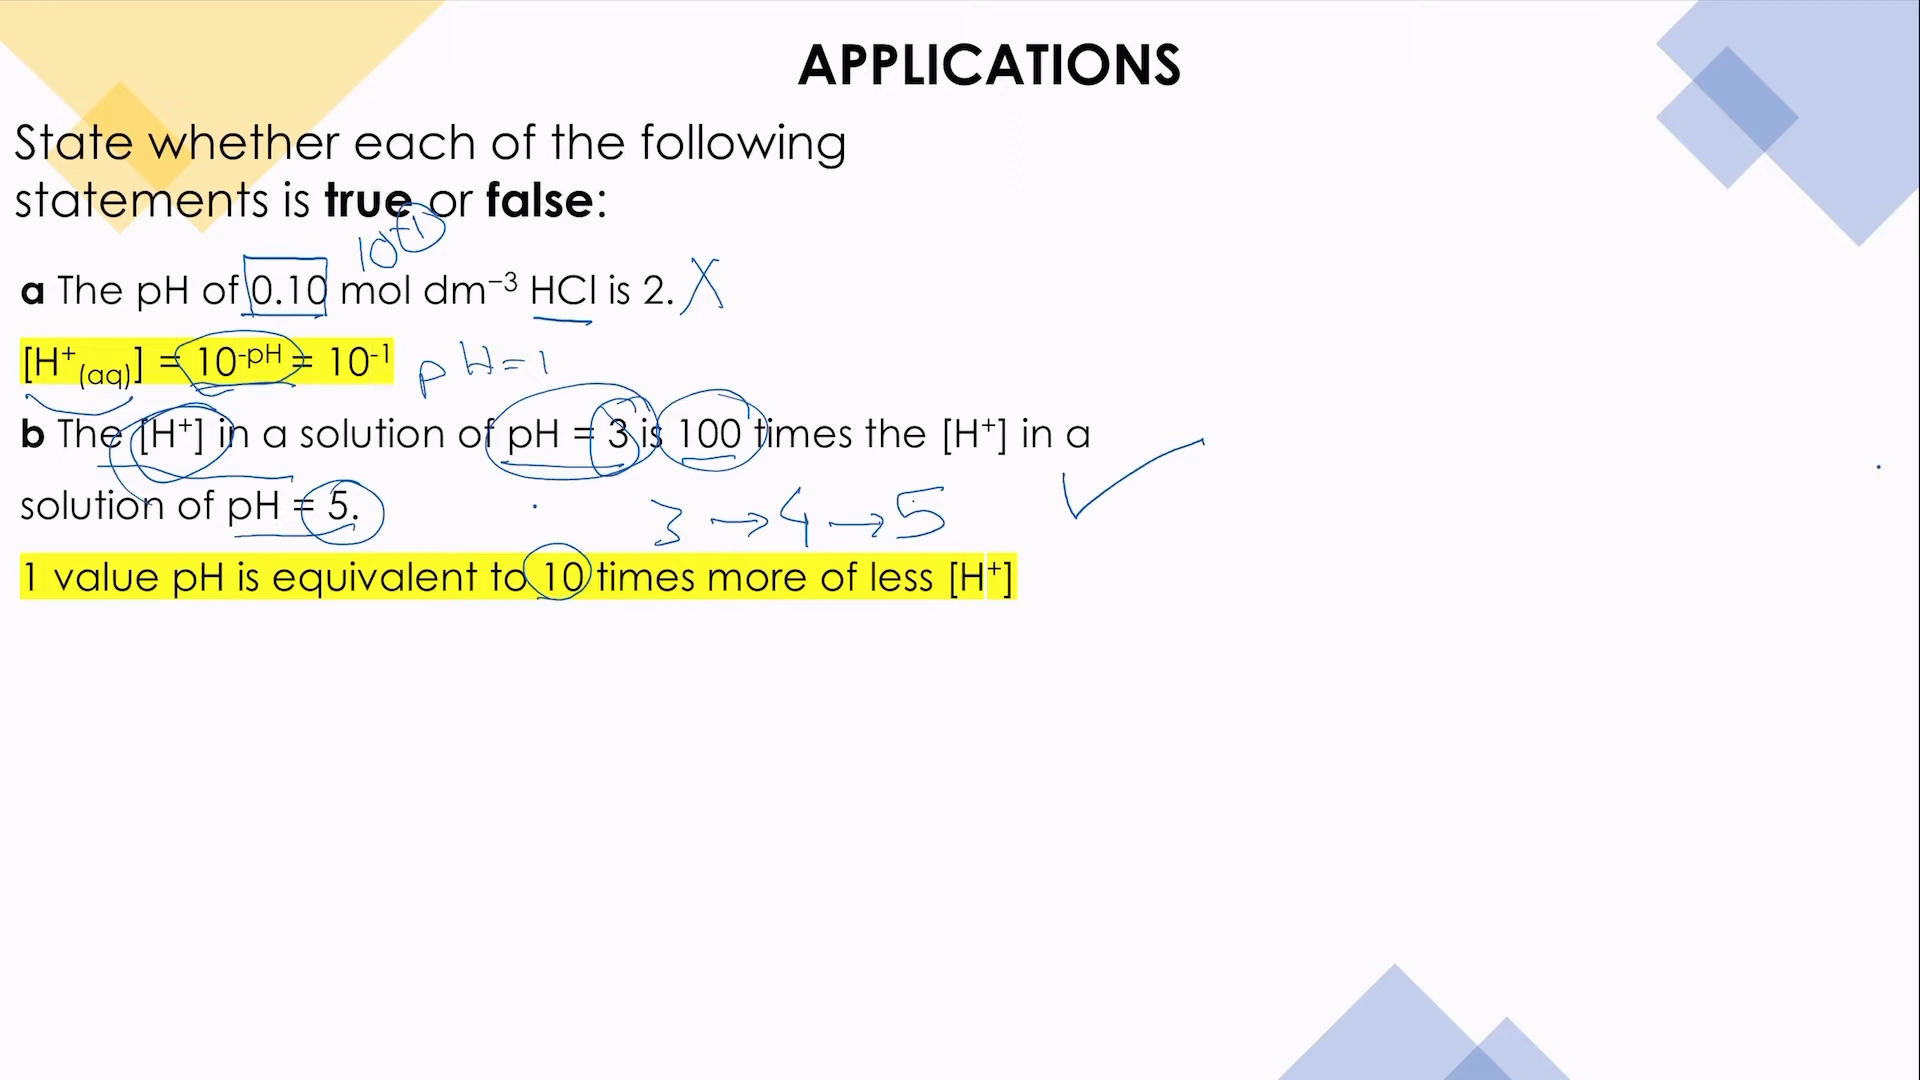 APPLICATIONS
State whether each of the following
statements is true or false:
10⁻¹
a The pH of 0.10 mol dm⁻³ HCl is 2. X
[H⁺(aq)] = 10⁻ᵖᴴ = 10⁻¹ pH=1
b The [H⁺] in a solution of pH = 3 is 100 times the [H⁺] in a
solution of pH = 5. 3 → 4 → 5 ✓
1 value pH is equivalent to 10 times more of less [H⁺]